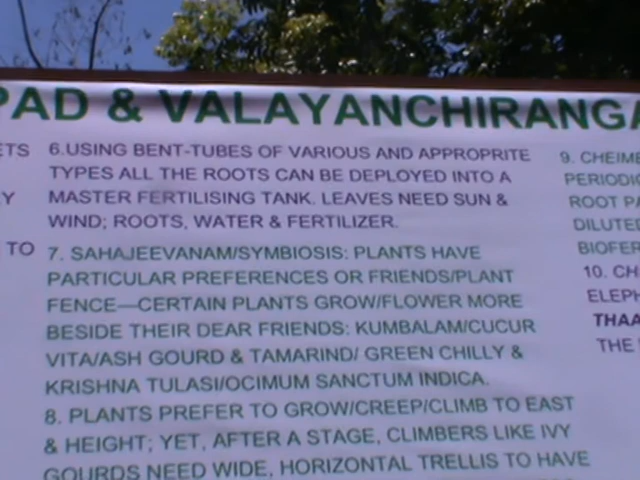 PAD & VALAYANCHIRANGA
ETS
Y
TO
6.USING BENT-TUBES OF VARIOUS AND APPROPRITE
TYPES ALL THE ROOTS CAN BE DEPLOYED INTO A
MASTER FERTILISING TANK. LEAVES NEED SUN &
WIND; ROOTS, WATER & FERTILIZER.
7. SAHAJEEVANAM/SYMBIOSIS: PLANTS HAVE
PARTICULAR PREFERENCES OR FRIENDS/PLANT
FENCE—CERTAIN PLANTS GROW/FLOWER MORE
BESIDE THEIR DEAR FRIENDS: KUMBALAM/CUCUR
VITA/ASH GOURD & TAMARIND/ GREEN CHILLY &
KRISHNA TULASI/OCIMUM SANCTUM INDICA.
8. PLANTS PREFER TO GROW/CREEP/CLIMB TO EAST
& HEIGHT; YET, AFTER A STAGE, CLIMBERS LIKE IVY
GOURDS NEED WIDE, HORIZONTAL TRELLIS TO HAVE
9. CHEIME
PERIODIC
ROOT PA
DILUTED
BIOFER
10. CH
ELEPH
THAA
THE